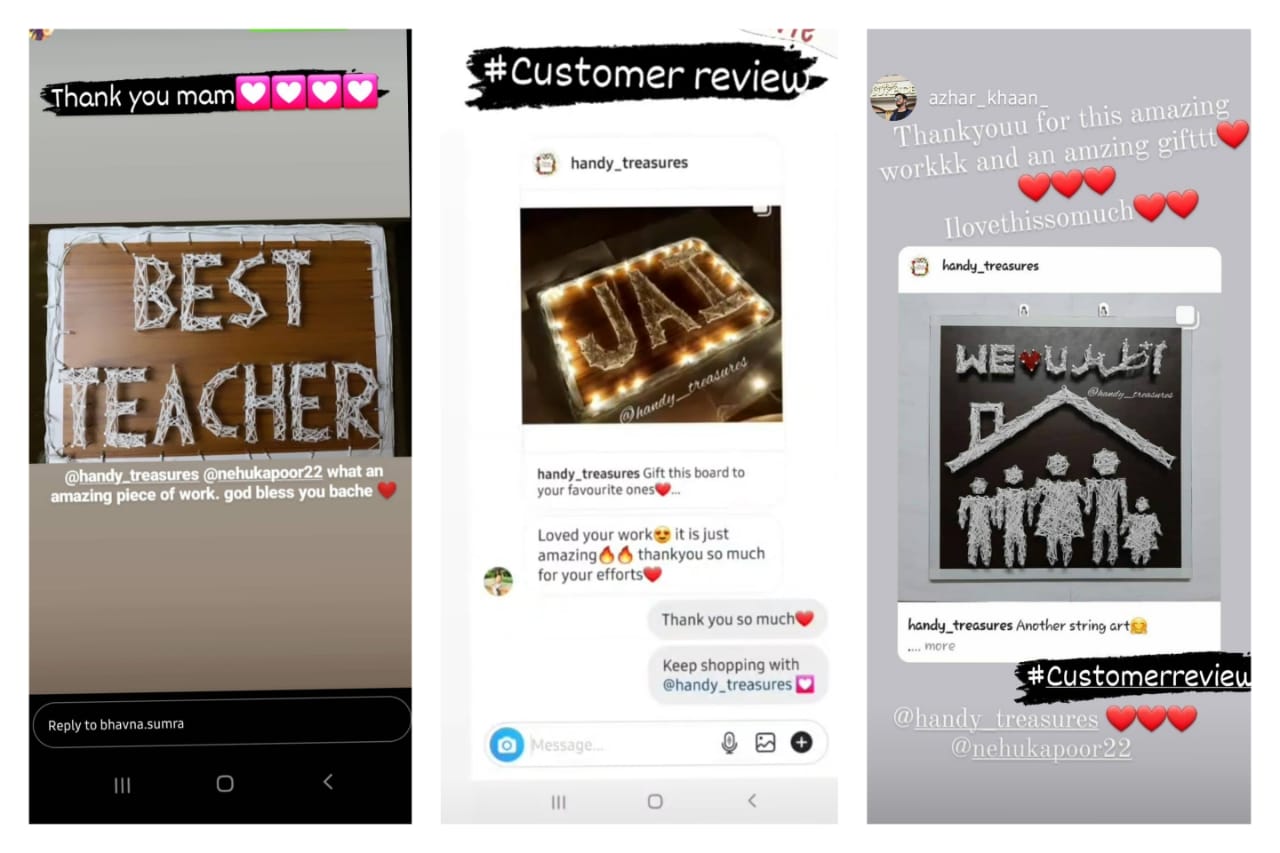 Thank you mam💟💟💟💟
BEST
TEACHER
@handy_treasures @nehukapoor22 what an
amazing piece of work. god bless you bache ❤️
Reply to bhavna.sumra
#Customer review
handy_treasures
JAI
@handy_treasures
handy_treasures Gift this board to
your favourite ones❤️...
Loved your work😍 it is just
amazing🔥🔥 thankyou so much
for your efforts❤️
Thank you so much❤️
Keep shopping with
@handy_treasures 💟
Message...
azhar_khaan_
Thankyouu for this amazing
workkk and an amzing gifttt❤️
❤️❤️❤️
Ilovethissomuch❤️❤️
handy_treasures
WE❤️U
@handy_treasures
handy_treasures Another string art🤗
.... more
#Customerreview
@handy_treasures ❤️❤️❤️
@nehukapoor22